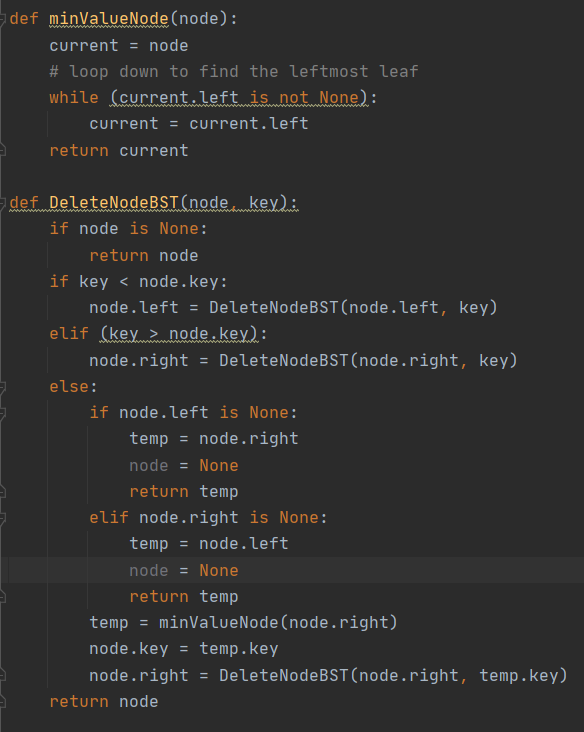 def minValueNode(node):
    current = node
    # loop down to find the leftmost leaf
    while (current.left is not None):
        current = current.left
    return current

def DeleteNodeBST(node, key):
    if node is None:
        return node
    if key < node.key:
        node.left = DeleteNodeBST(node.left, key)
    elif (key > node.key):
        node.right = DeleteNodeBST(node.right, key)
    else:
        if node.left is None:
            temp = node.right
            node = None
            return temp
        elif node.right is None:
            temp = node.left
            node = None
            return temp
        temp = minValueNode(node.right)
        node.key = temp.key
        node.right = DeleteNodeBST(node.right, temp.key)
    return node